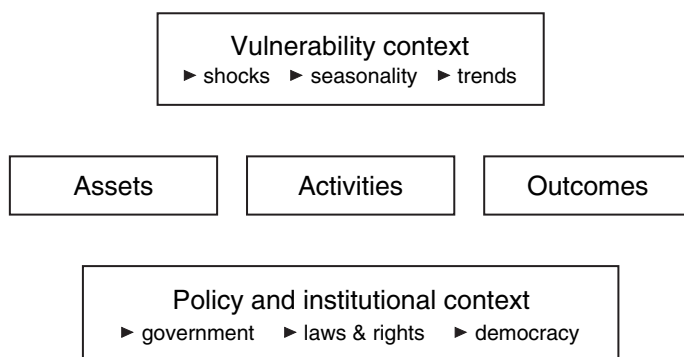 Vulnerability context
► shocks ► seasonality ► trends
Assets
Activities
Outcomes
Policy and institutional context
► government ► laws & rights ► democracy